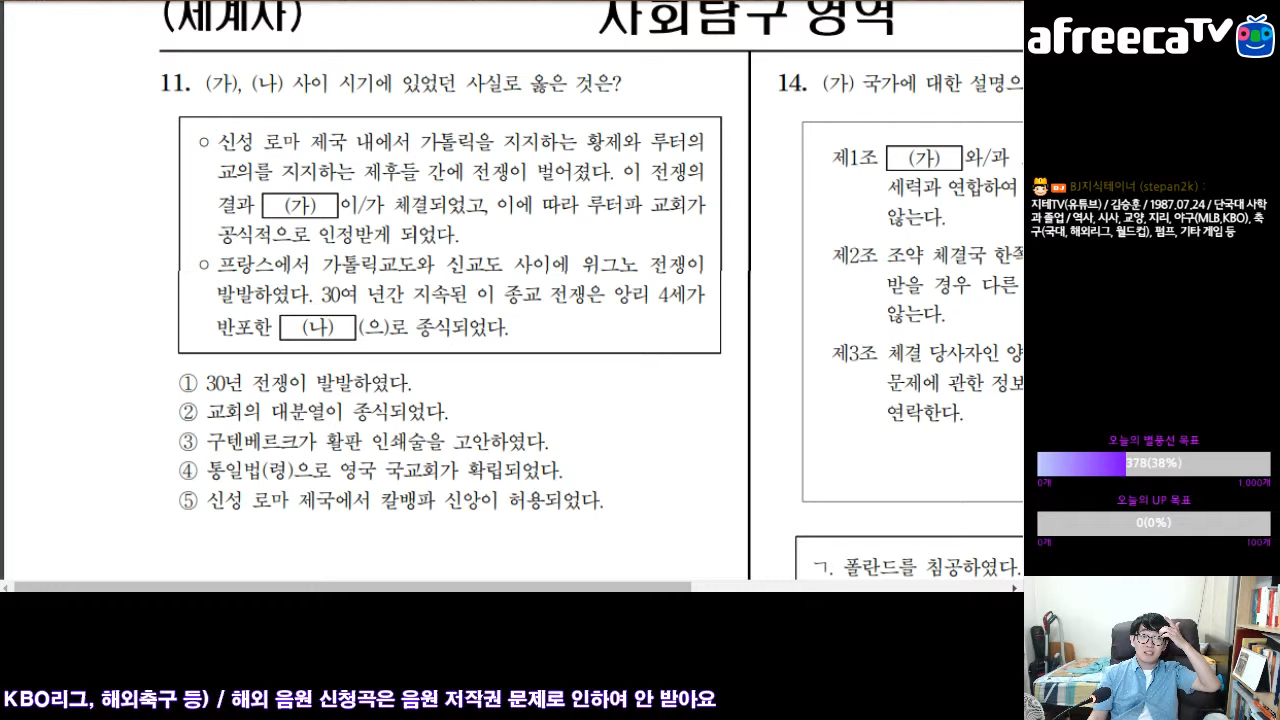 (세계사)
사회탐구 영역
11. (가), (나) 사이 시기에 있었던 사실로 옳은 것은?
○ 신성 로마 제국 내에서 가톨릭을 지지하는 황제와 루터의
교의를 지지하는 제후들 간에 전쟁이 벌어졌다. 이 전쟁의
결과 (가) 이/가 체결되었고, 이에 따라 루터파 교회가
공식적으로 인정받게 되었다.
○ 프랑스에서 가톨릭교도와 신교도 사이에 위그노 전쟁이
발발하였다. 30여 년간 지속된 이 종교 전쟁은 앙리 4세가
반포한 (나) (으)로 종식되었다.
① 30년 전쟁이 발발하였다.
② 교회의 대분열이 종식되었다.
③ 구텐베르크가 활판 인쇄술을 고안하였다.
④ 통일법(령)으로 영국 국교회가 확립되었다.
⑤ 신성 로마 제국에서 칼뱅파 신앙이 허용되었다.
14. (가) 국가에 대한 설명으
제1조 (가) 와/과
세력과 연합하여
않는다.
제2조 조약 체결국 한쪽
받을 경우 다른
않는다.
제3조 체결 당사자인 양
문제에 관한 정보
연락한다.
ㄱ. 폴란드를 침공하였다.
afreecaTV
BJ BJ지식테이너 (stepan2k) :
지테TV(유튜브) / 김승훈 / 1987,07,24 / 단국대 사학
과 졸업 / 역사, 시사, 교양, 지리, 야구(MLB,KBO), 축
구(국대, 해외리그, 월드컵), 펌프, 기타 게임 등
오늘의 별풍선 목표
378(38%)
0개 1,000개
오늘의 UP 목표
0(0%)
0개 100개
KBO리그, 해외축구 등) / 해외 음원 신청곡은 음원 저작권 문제로 인하여 안 받아요